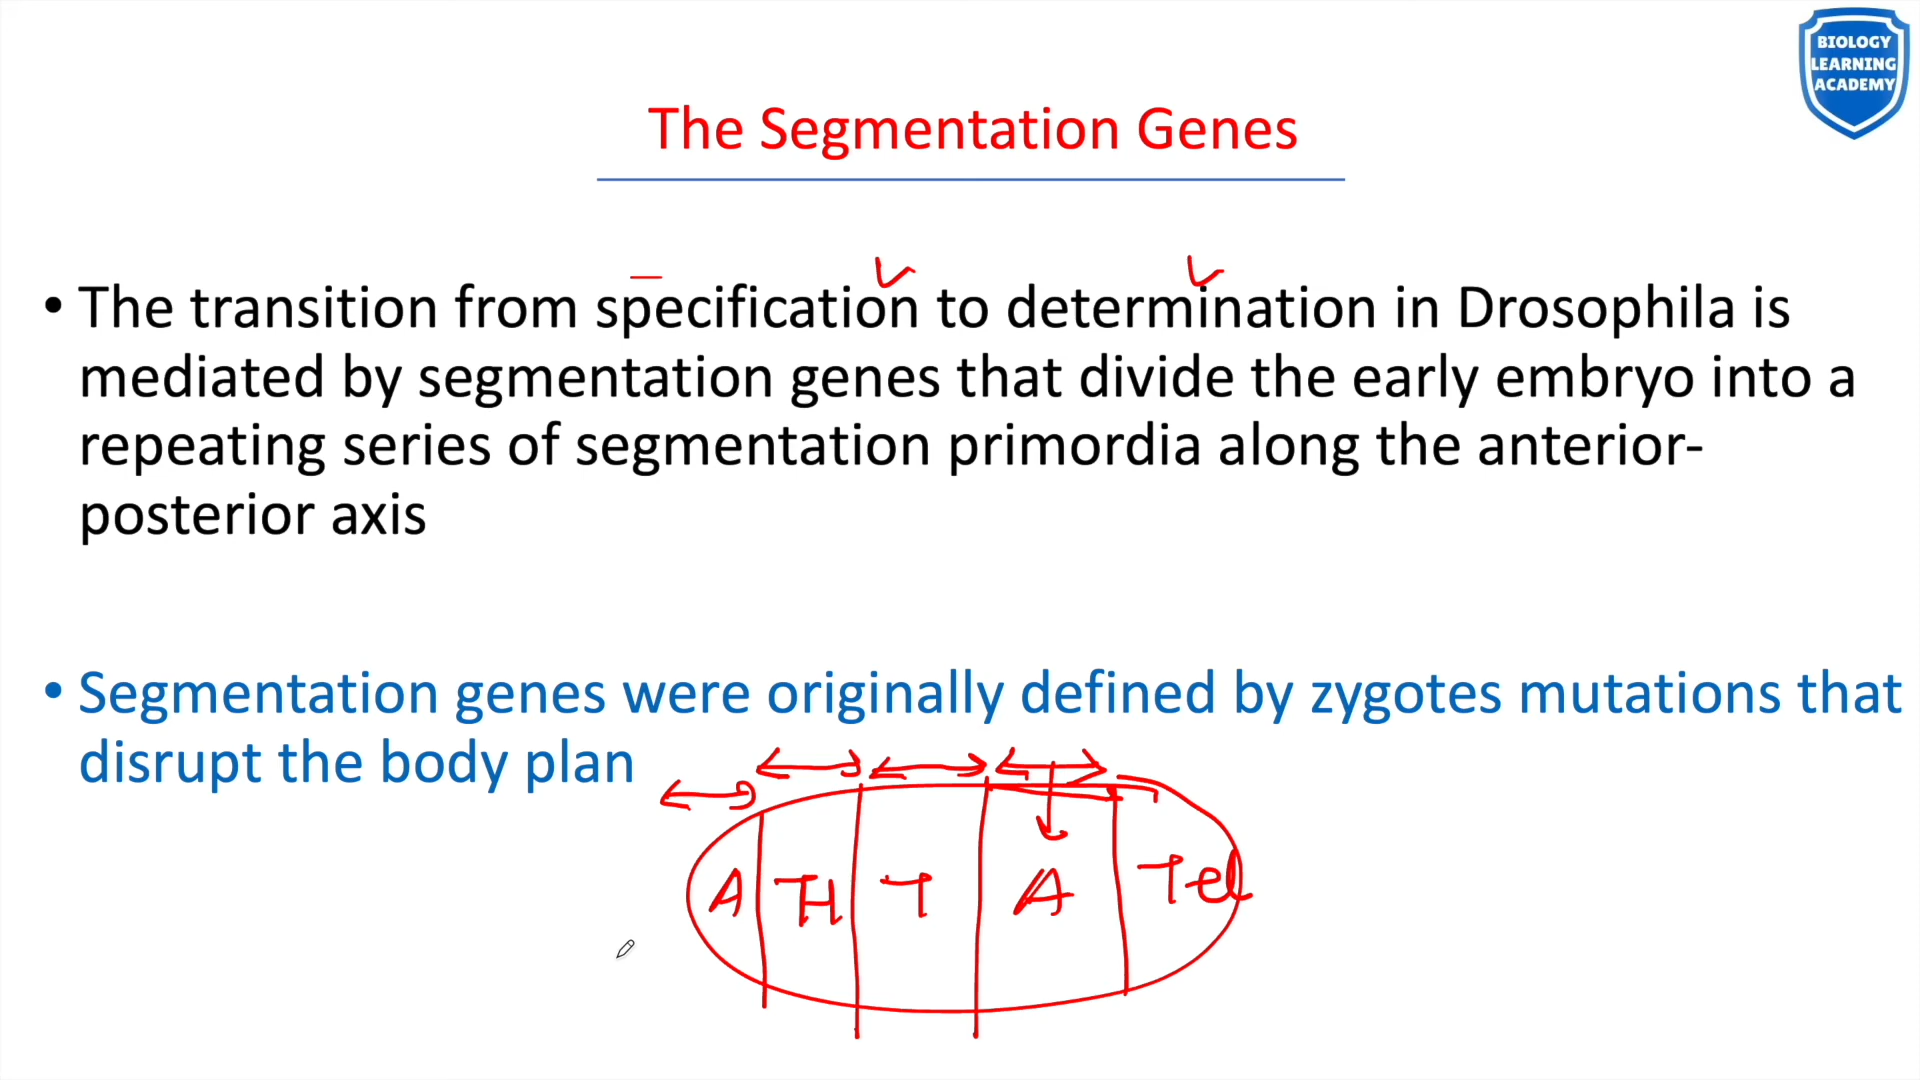 BIOLOGY
LEARNING
ACADEMY
The Segmentation Genes
• The transition from specification to determination in Drosophila is
mediated by segmentation genes that divide the early embryo into a
repeating series of segmentation primordia along the anterior-
posterior axis
• Segmentation genes were originally defined by zygotes mutations that
disrupt the body plan
A TH T A Tel